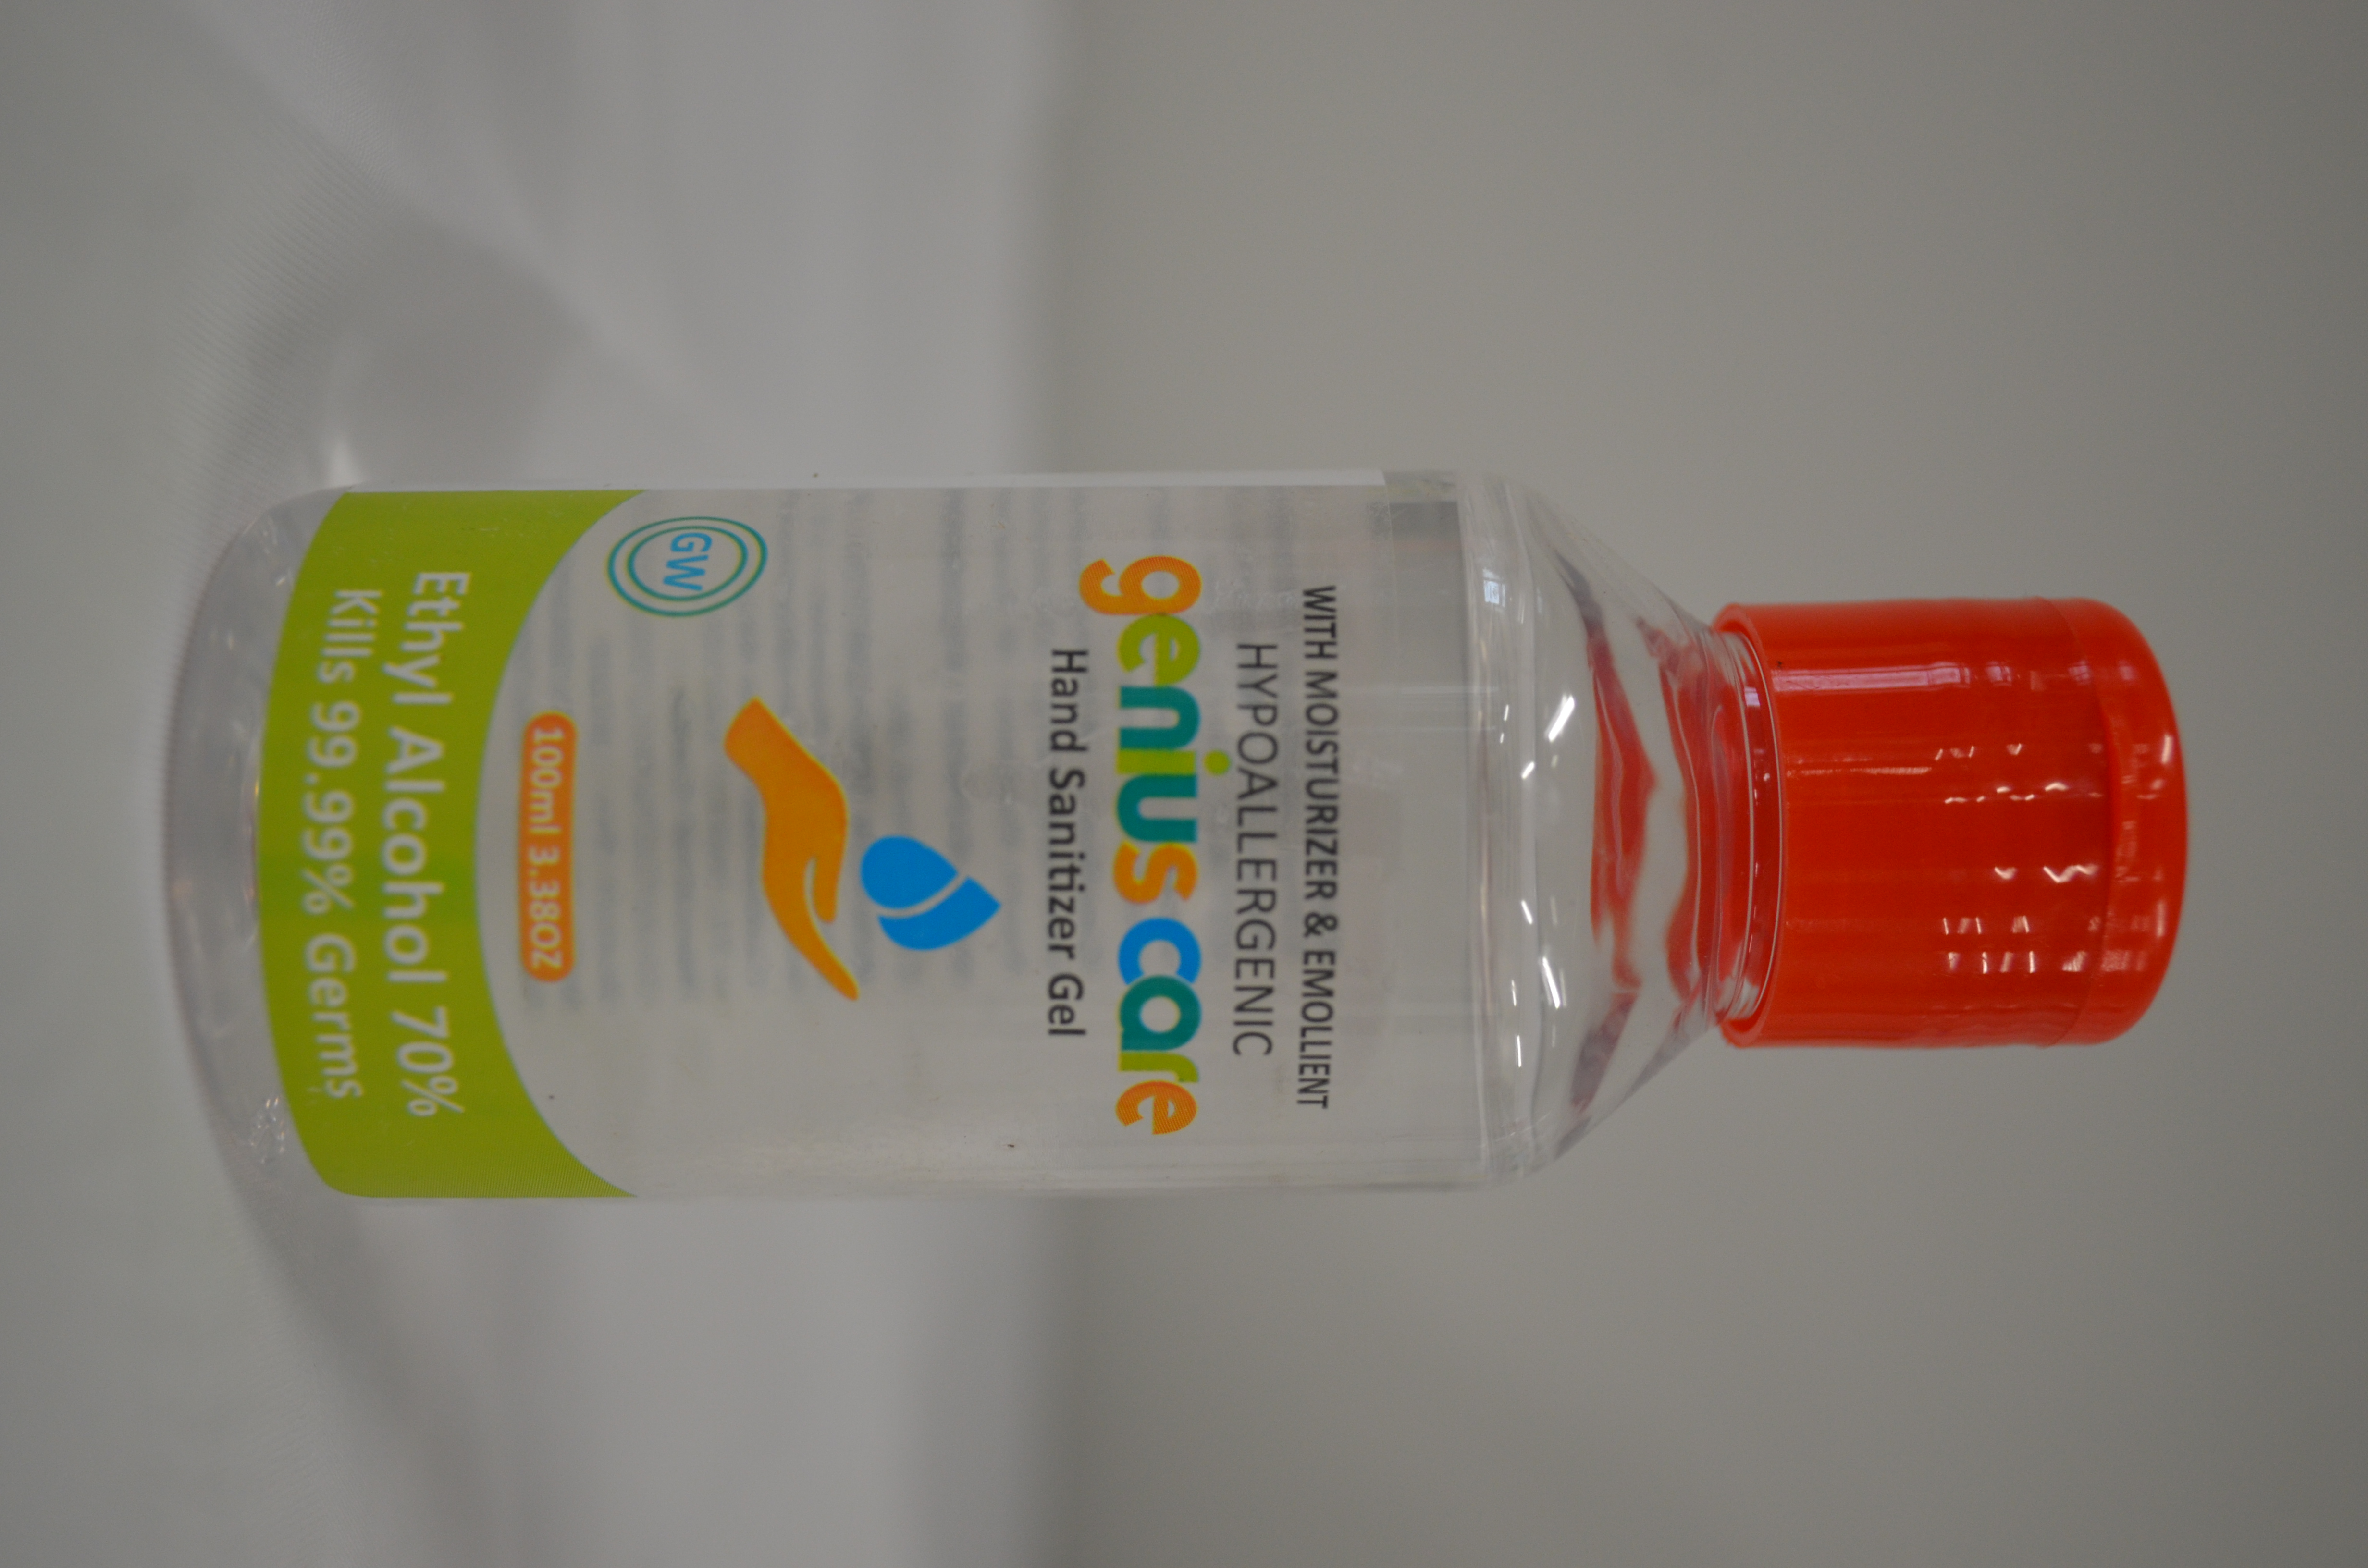 WITH MOISTURIZER & EMOLLIENT
HYPOALLERGENIC
genius care
Hand Sanitizer Gel
GW
100ml 3.38OZ
Ethyl Alcohol 70%
Kills 99.99% Germs